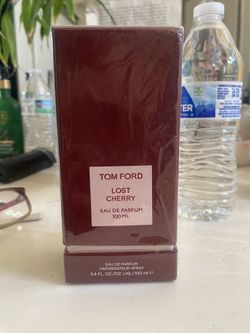 TOM FORD
LOST
CHERRY
EAU DE PARFUM
100 ML
EAU DE PARFUM
VAPORISATEUR SPRAY
3.4 FL. OZ./OZ. LIQ./100 ml ℮